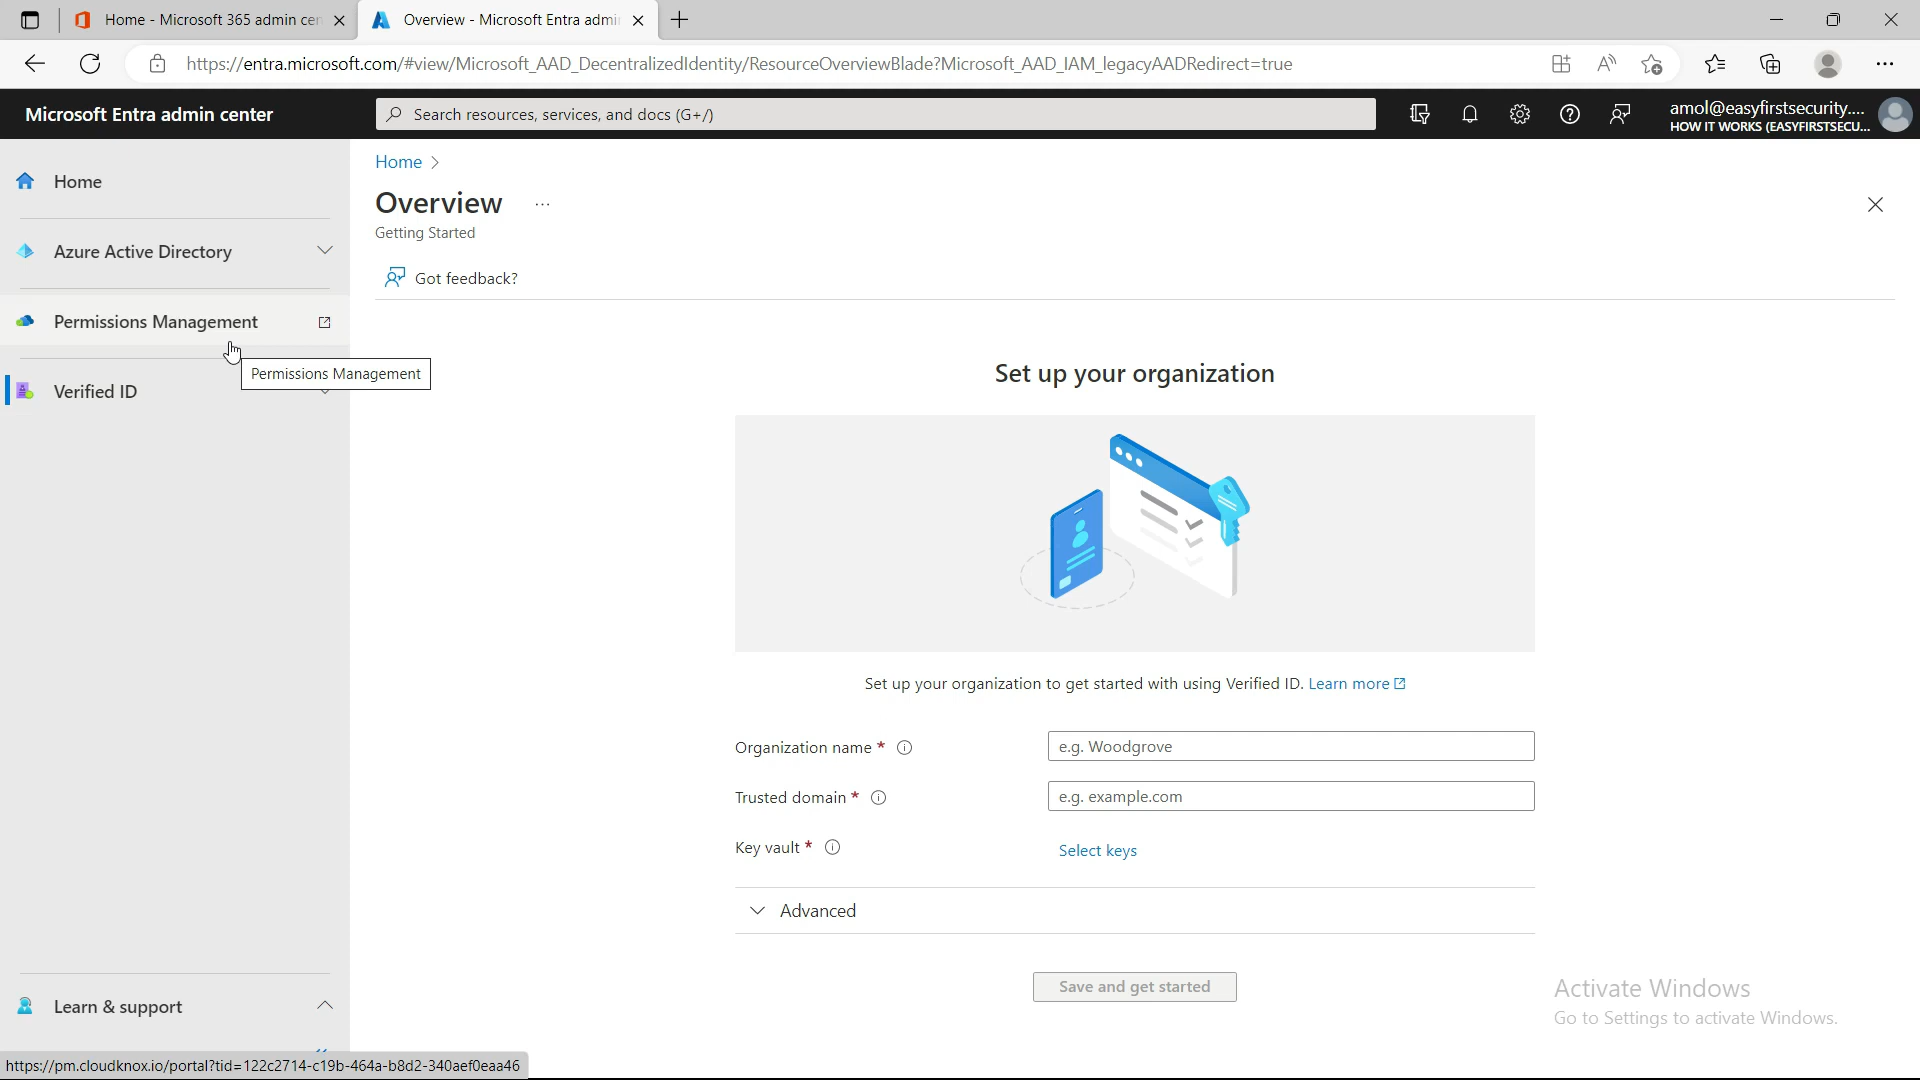 Home - Microsoft 365 admin cen
Overview - Microsoft Entra admi
https://entra.microsoft.com/#view/Microsoft_AAD_DecentralizedIdentity/ResourceOverviewBlade?Microsoft_AAD_IAM_legacyAADRedirect=true
Microsoft Entra admin center
Search resources, services, and docs (G+/)
amol@easyfirstsecurity....
HOW IT WORKS (EASYFIRSTSECU...
Home
Azure Active Directory
Permissions Management
Permissions Management
Verified ID
Learn & support
Home >
Overview ...
Getting Started
Got feedback?
Set up your organization
Set up your organization to get started with using Verified ID. Learn more
Organization name *
e.g. Woodgrove
Trusted domain *
e.g. example.com
Key vault *
Select keys
Advanced
Save and get started
Activate Windows
Go to Settings to activate Windows.
https://pm.cloudknox.io/portal?tid=122c2714-c19b-464a-b8d2-340aef0eaa46